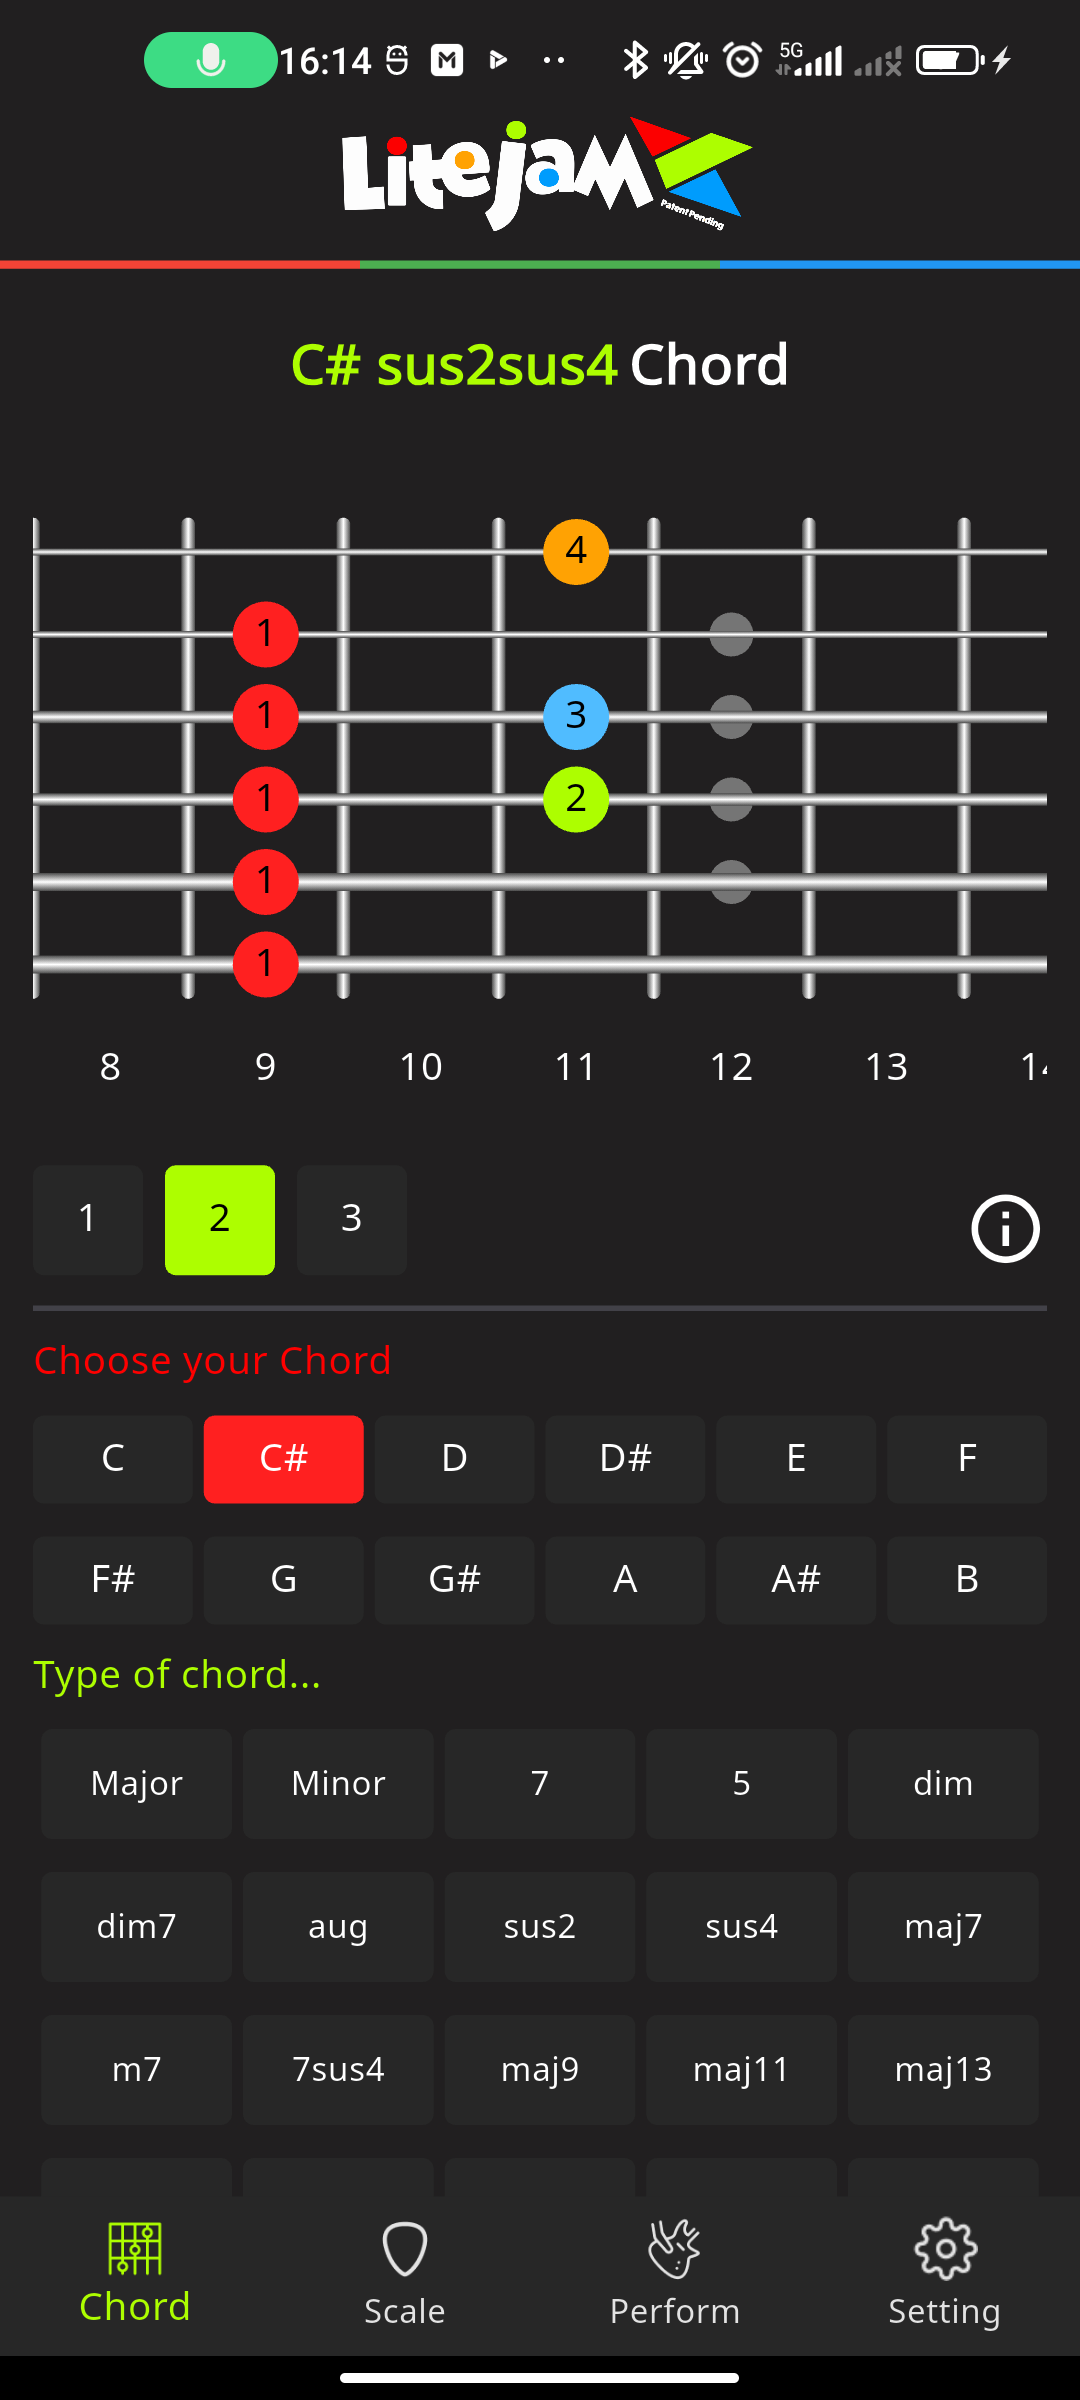 16:14 5G
LiteJam
Patent Pending
C# sus2sus4 Chord
4
1
1 3
1 2
1
1
8 9 10 11 12 13
1 2 3
Choose your Chord
C C# D D# E F
F# G G# A A# B
Type of chord...
Major Minor 7 5 dim
dim7 aug sus2 sus4 maj7
m7 7sus4 maj9 maj11 maj13
Chord Scale Perform Setting